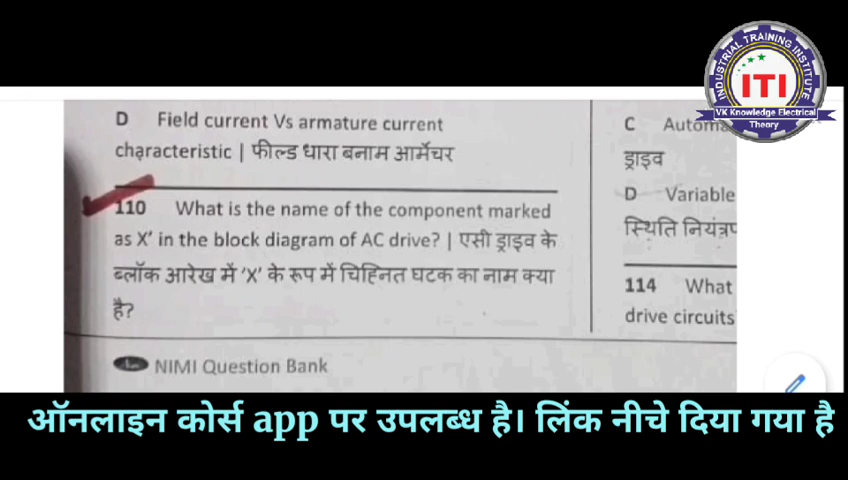 INDUSTRIAL TRAINING INSTITUTE
ITI
VK Knowledge Electrical
Theory
D Field current Vs armature current
characteristic | फील्ड धारा बनाम आर्मेचर
110 What is the name of the component marked
as X' in the block diagram of AC drive? | एसी ड्राइव के
ब्लॉक आरेख में 'X' के रूप में चिह्नित घटक का नाम क्या
है?
NIMI Question Bank
C Automa
ड्राइव
D Variable
स्थिति नियंत्रण
114 What
drive circuits
ऑनलाइन कोर्स app पर उपलब्ध है। लिंक नीचे दिया गया है